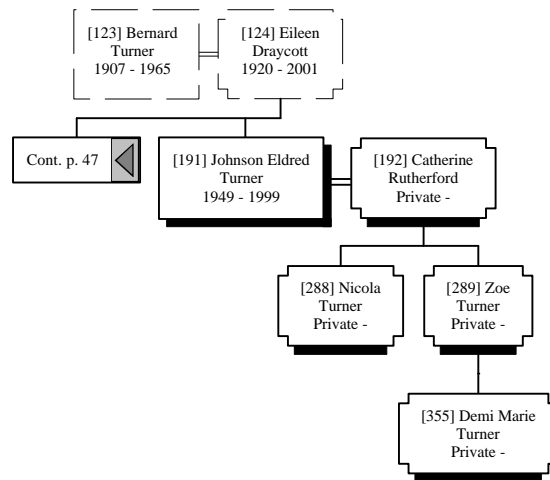 [123] Bernard
Turner
1907 - 1965
[124] Eileen
Draycott
1920 - 2001
Cont. p. 47
[191] Johnson Eldred
Turner
1949 - 1999
[192] Catherine
Rutherford
Private -
[288] Nicola
Turner
Private -
[289] Zoe
Turner
Private -
[355] Demi Marie
Turner
Private -